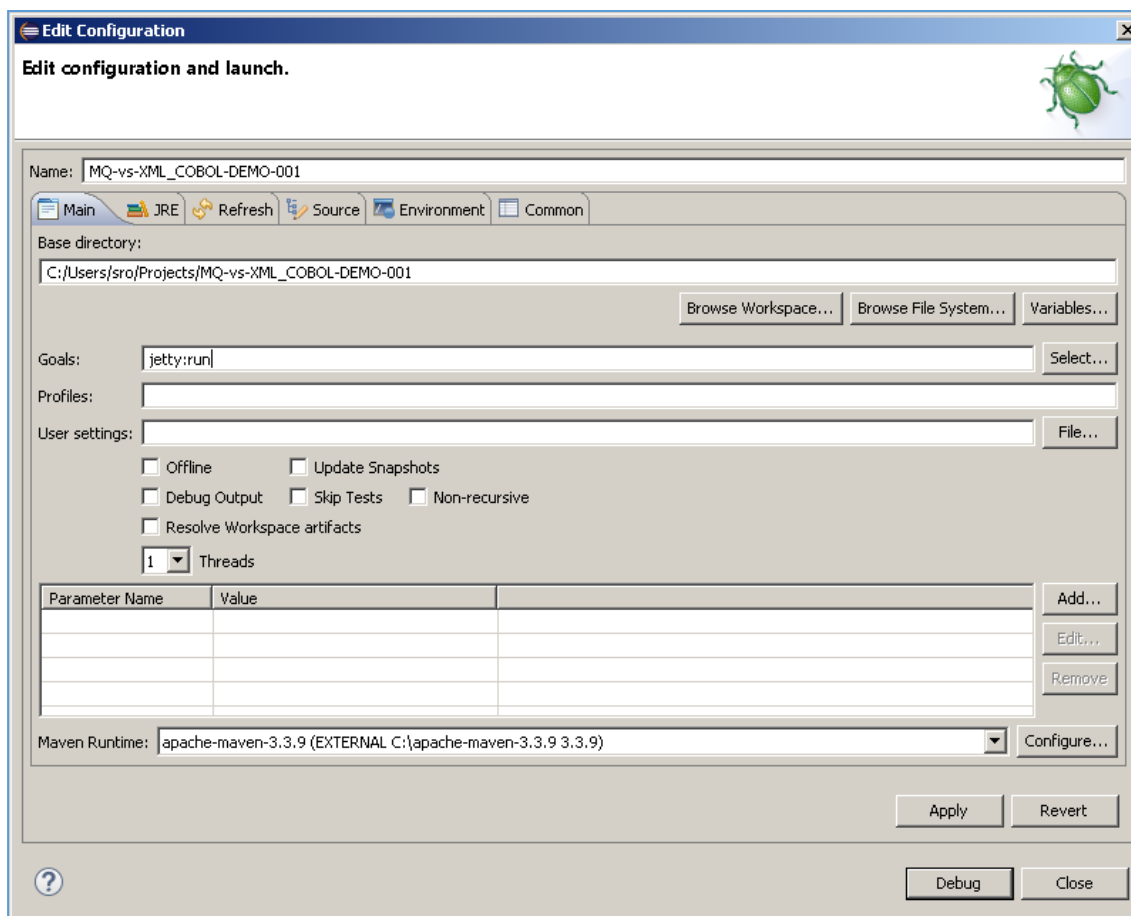 Edit Configuration
Edit configuration and launch.
Name: MQ-vs-XML_COBOL-DEMO-001
Main JRE Refresh Source Environment Common
Base directory:
C:/Users/sro/Projects/MQ-vs-XML_COBOL-DEMO-001
Browse Workspace... Browse File System... Variables...
Goals: jetty:run Select...
Profiles:
User settings: File...
Offline Update Snapshots
Debug Output Skip Tests Non-recursive
Resolve Workspace artifacts
1 Threads
Parameter Name Value Add...
Edit...
Remove
Maven Runtime: apache-maven-3.3.9 (EXTERNAL C:\apache-maven-3.3.9 3.3.9) Configure...
Apply Revert
? Debug Close